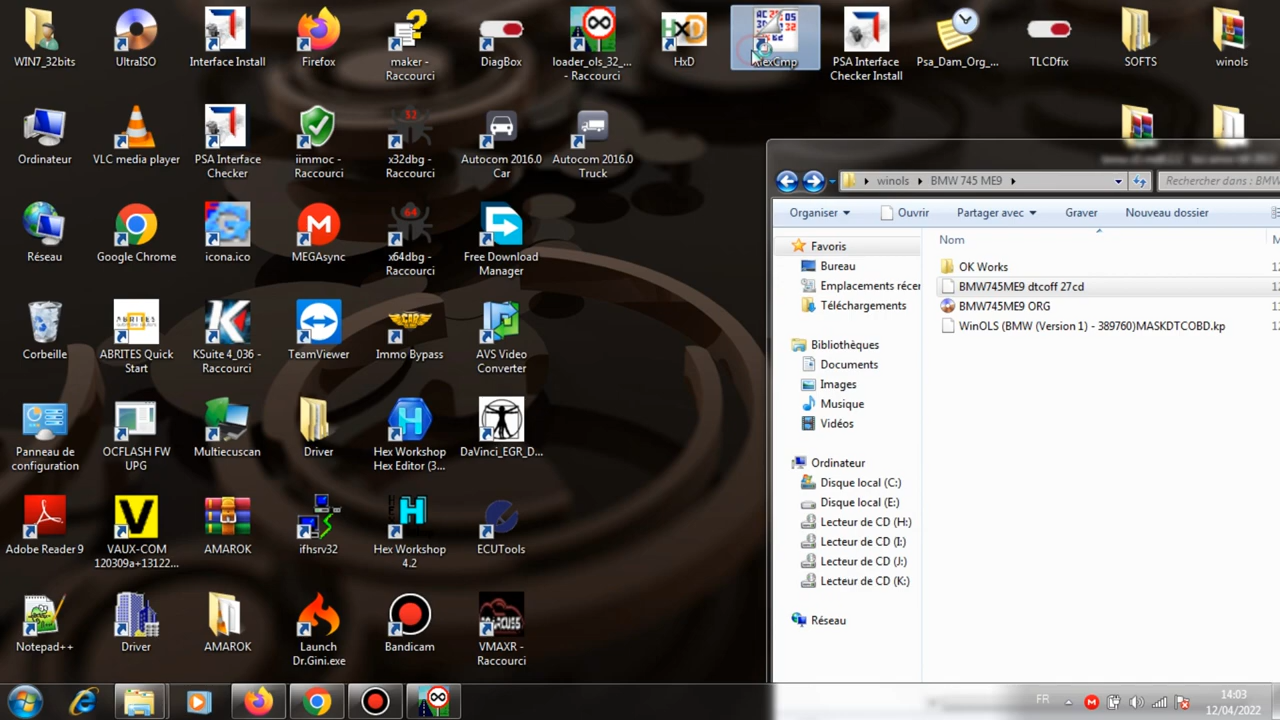 WIN7_32bits
UltraISO
Interface Install
Firefox
maker -
Raccourci
DiagBox
loader_ols_32_...
- Raccourci
HxD
AlexCmp
PSA Interface
Checker Install
Psa_Dam_Org_...
TLCDfix
SOFTS
winols
Ordinateur
VLC media player
PSA Interface
Checker
iimmoc -
Raccourci
x32dbg -
Raccourci
Autocom 2016.0
Car
Autocom 2016.0
Truck
Réseau
Google Chrome
icona.ico
MEGAsync
x64dbg -
Raccourci
Free Download
Manager
Corbeille
ABRITES Quick
Start
KSuite 4_036 -
Raccourci
TeamViewer
Immo Bypass
AVS Video
Converter
Panneau de
configuration
OCFLASH FW
UPG
Multiecuscan
Driver
Hex Workshop
Hex Editor (3...
DaVinci_EGR_D...
Adobe Reader 9
VAUX-COM
120309a+13122...
AMAROK
ifhsrv32
Hex Workshop
4.2
ECUTools
Notepad++
Driver
AMAROK
Launch
Dr.Gini.exe
Bandicam
VMAXR -
Raccourci
winols
BMW 745 ME9
Rechercher dans : BMW
Organiser
Ouvrir
Partager avec
Graver
Nouveau dossier
Favoris
Bureau
Emplacements récer
Téléchargements
Bibliothèques
Documents
Images
Musique
Vidéos
Ordinateur
Disque local (C:)
Disque local (E:)
Lecteur de CD (H:)
Lecteur de CD (I:)
Lecteur de CD (J:)
Lecteur de CD (K:)
Réseau
Nom
OK Works
BMW745ME9 dtcoff 27cd
BMW745ME9 ORG
WinOLS (BMW (Version 1) - 389760)MASKDTCOBD.kp
FR
14:03
12/04/2022